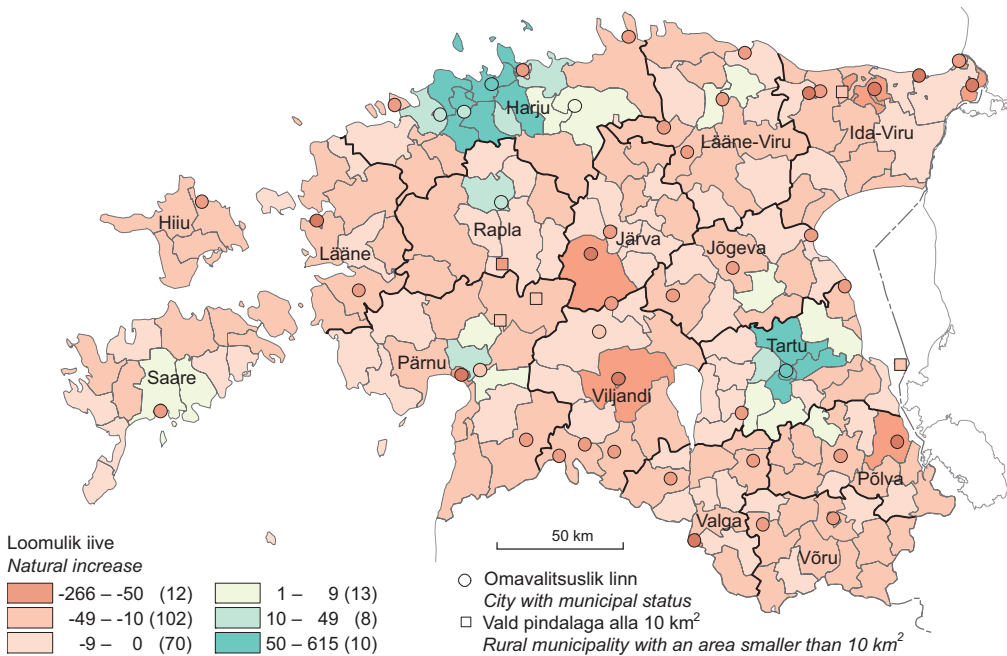 Harju
Lääne-Viru
Ida-Viru
Hiiu
Lääne
Rapla
Järva
Jõgeva
Saare
Pärnu
Viljandi
Tartu
Põlva
Valga
Võru
Loomulik iive
Natural increase
-266 – -50 (12)
-49 – -10 (102)
-9 – 0 (70)
1 – 9 (13)
10 – 49 (8)
50 – 615 (10)
50 km
Omavalitsuslik linn
City with municipal status
Vald pindalaga alla 10 km²
Rural municipality with an area smaller than 10 km²